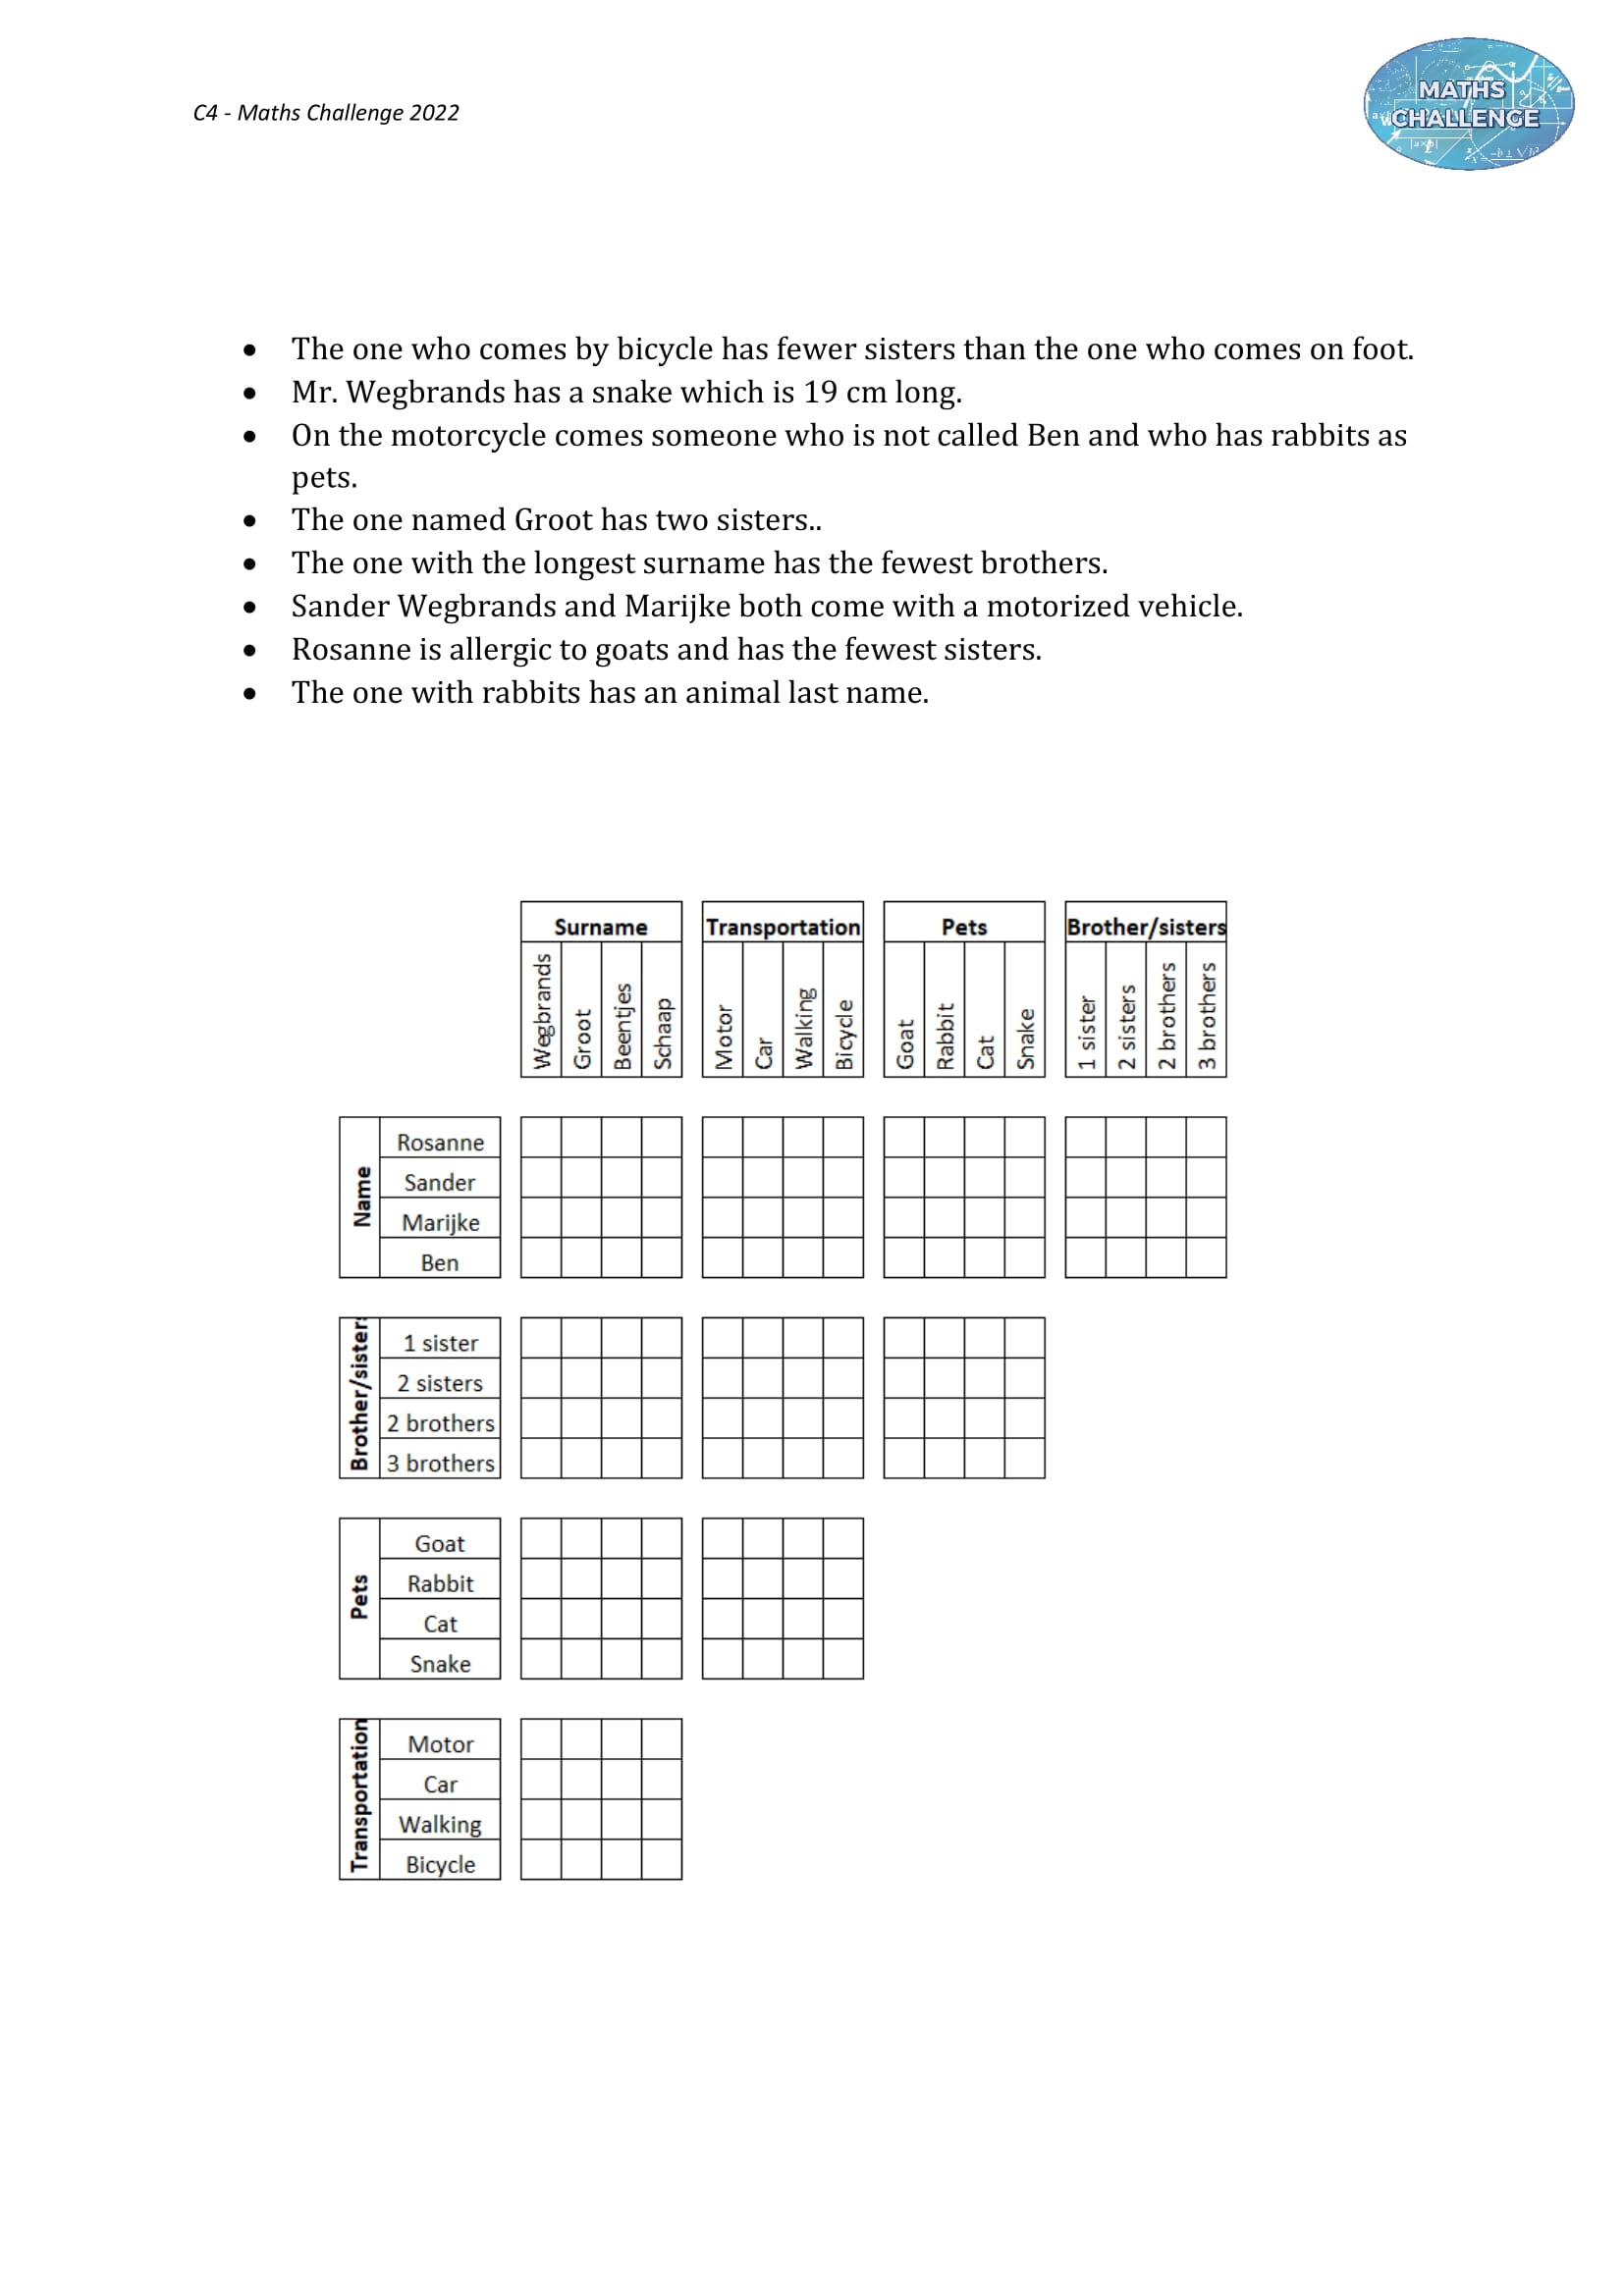 C4 - Maths Challenge 2022
MATHS
CHALLENGE
• The one who comes by bicycle has fewer sisters than the one who comes on foot.
• Mr. Wegbrands has a snake which is 19 cm long.
• On the motorcycle comes someone who is not called Ben and who has rabbits as
pets.
• The one named Groot has two sisters..
• The one with the longest surname has the fewest brothers.
• Sander Wegbrands and Marijke both come with a motorized vehicle.
• Rosanne is allergic to goats and has the fewest sisters.
• The one with rabbits has an animal last name.
Surname Transportation Pets Brother/sisters
Wegbrands Groot Beentjes Schaap Motor Car Walking Bicycle Goat Rabbit Cat Snake 1 sister 2 sisters 2 brothers 3 brothers
Name
Rosanne
Sander
Marijke
Ben
Brother/sisters
1 sister
2 sisters
2 brothers
3 brothers
Pets
Goat
Rabbit
Cat
Snake
Transportation
Motor
Car
Walking
Bicycle